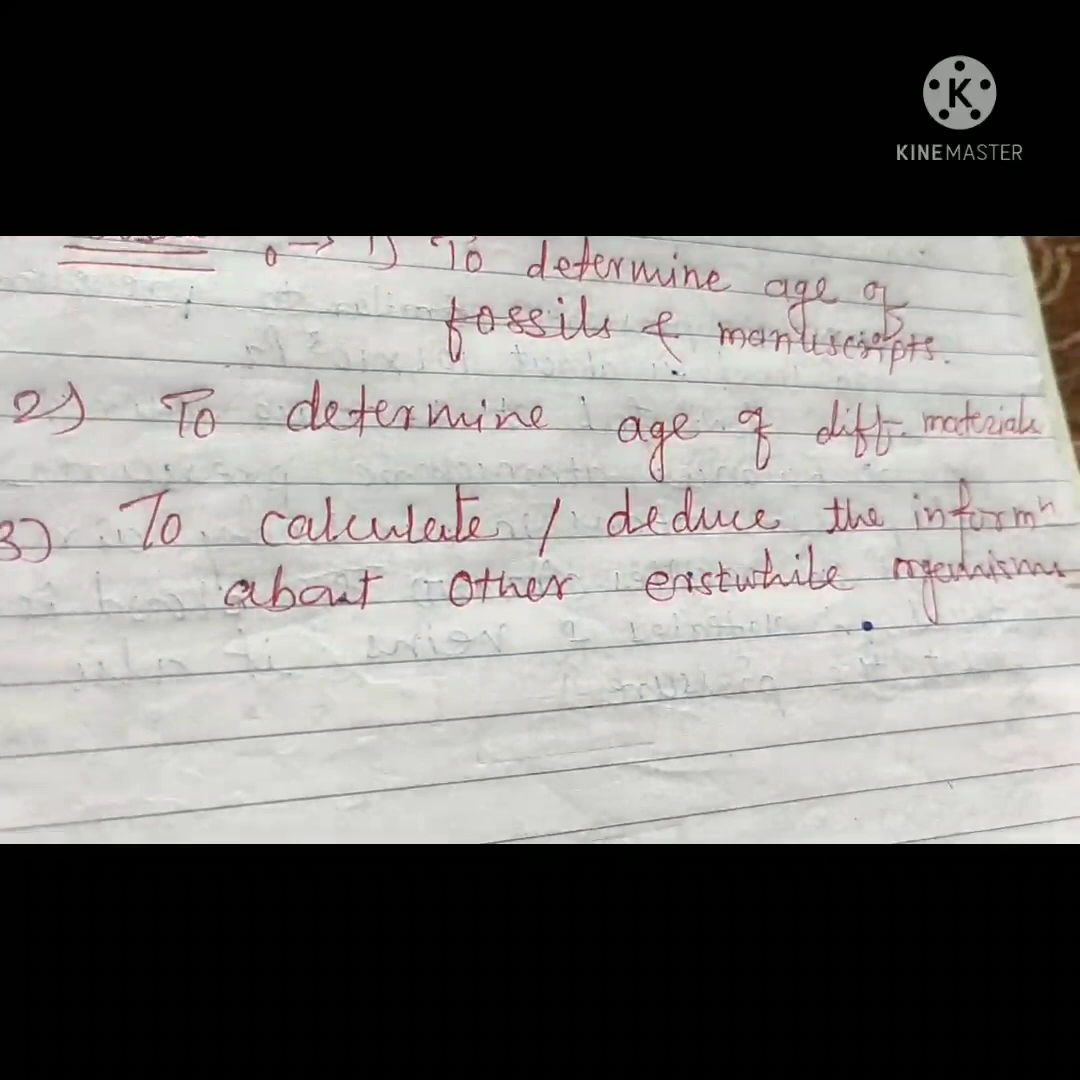 K
KINEMASTER
→ 1) To determine age of
fossils & manuscripts.
2) To determine age of diff. materials
3) To calculate / deduce the informⁿ
about other erstwhile organisms